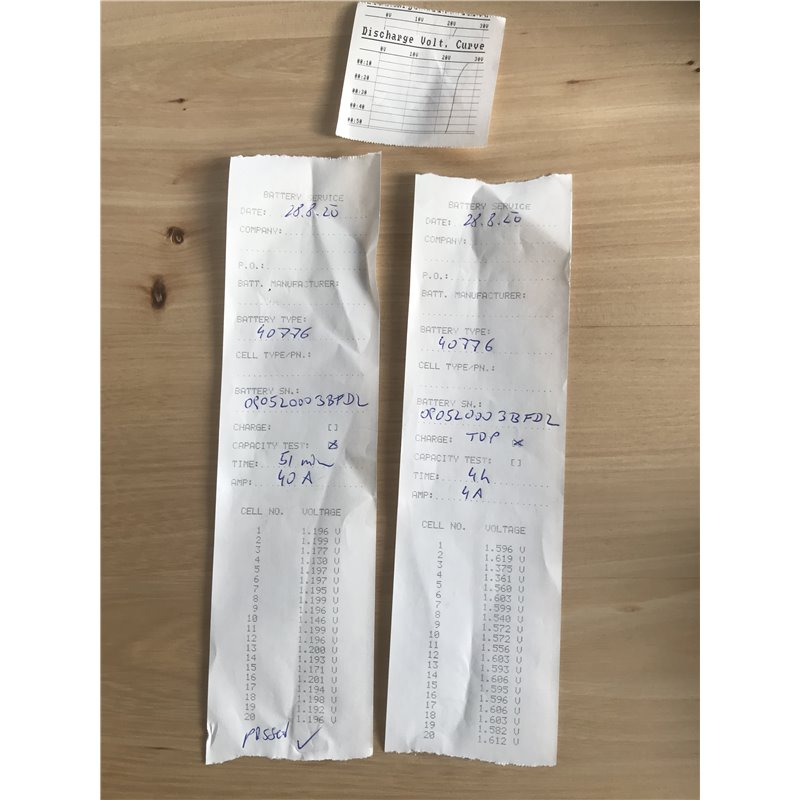 0V 10V 20V 30V
Discharge Volt. Curve
0V 10V 20V 30V
00:10
00:20
00:30
00:40
00:50
BATTERY SERVICE
DATE: 28.8.20
COMPANY:
P.O.:
BATT. MANUFACTURER:
BATTERY TYPE:
40776
CELL TYPE/PN.:
BATTERY SN.:
CHARGE: []
CAPACITY TEST: [x]
TIME: 51 min
AMP: 40 A
CELL NO. VOLTAGE
1 1.196 V
2 1.199 V
3 1.177 V
4 1.130 V
5 1.197 V
6 1.197 V
7 1.195 V
8 1.199 V
9 1.196 V
10 1.146 V
11 1.199 V
12 1.196 V
13 1.200 V
14 1.193 V
15 1.171 V
16 1.201 V
17 1.194 V
18 1.198 V
19 1.192 V
20 1.196 V
PASSED ✓
BATTERY SERVICE
DATE: 28.8.20
COMPANY:
P.O.:
BATT. MANUFACTURER:
BATTERY TYPE:
40776
CELL TYPE/PN.:
BATTERY SN.:
CHARGE: TOP [x]
CAPACITY TEST: []
TIME: 4h
AMP: 4A
CELL NO. VOLTAGE
1 1.596 V
2 1.619 V
3 1.375 V
4 1.361 V
5 1.560 V
6 1.603 V
7 1.599 V
8 1.540 V
9 1.572 V
10 1.572 V
11 1.556 V
12 1.603 V
13 1.593 V
14 1.606 V
15 1.595 V
16 1.596 V
17 1.606 V
18 1.603 V
19 1.582 V
20 1.612 V